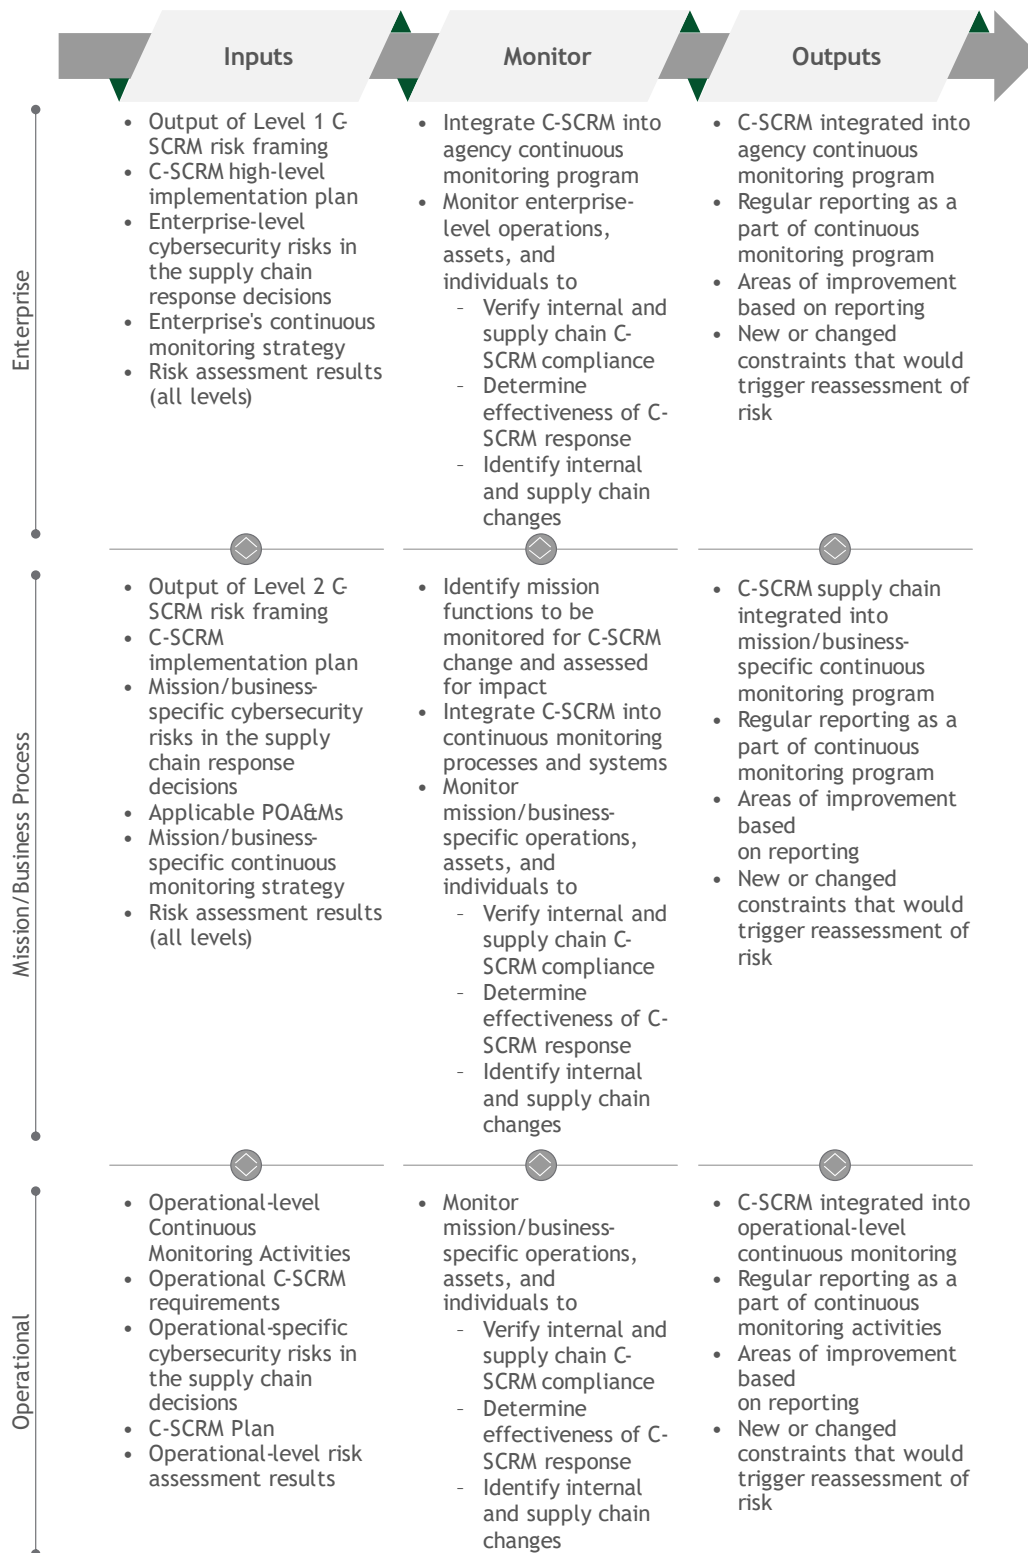 Inputs
Monitor
Outputs
Enterprise
• Output of Level 1 C-
SCRM risk framing
• C-SCRM high-level
implementation plan
• Enterprise-level
cybersecurity risks in
the supply chain
response decisions
• Enterprise's continuous
monitoring strategy
• Risk assessment results
(all levels)
• Integrate C-SCRM into
agency continuous
monitoring program
• Monitor enterprise-
level operations,
assets, and
individuals to
- Verify internal and
supply chain C-
SCRM compliance
- Determine
effectiveness of C-
SCRM response
- Identify internal
and supply chain
changes
• C-SCRM integrated into
agency continuous
monitoring program
• Regular reporting as a
part of continuous
monitoring program
• Areas of improvement
based on reporting
• New or changed
constraints that would
trigger reassessment of
risk
Mission/Business Process
• Output of Level 2 C-
SCRM risk framing
• C-SCRM
implementation plan
• Mission/business-
specific cybersecurity
risks in the supply
chain response
decisions
• Applicable POA&Ms
• Mission/business-
specific continuous
monitoring strategy
• Risk assessment results
(all levels)
• Identify mission
functions to be
monitored for C-SCRM
change and assessed
for impact
• Integrate C-SCRM into
continuous monitoring
processes and systems
• Monitor
mission/business-
specific operations,
assets, and
individuals to
- Verify internal and
supply chain C-
SCRM compliance
- Determine
effectiveness of C-
SCRM response
- Identify internal
and supply chain
changes
• C-SCRM supply chain
integrated into
mission/business-
specific continuous
monitoring program
• Regular reporting as a
part of continuous
monitoring program
• Areas of improvement
based
on reporting
• New or changed
constraints that would
trigger reassessment of
risk
Operational
• Operational-level
Continuous
Monitoring Activities
• Operational C-SCRM
requirements
• Operational-specific
cybersecurity risks in
the supply chain
decisions
• C-SCRM Plan
• Operational-level risk
assessment results
• Monitor
mission/business-
specific operations,
assets, and
individuals to
- Verify internal and
supply chain C-
SCRM compliance
- Determine
effectiveness of C-
SCRM response
- Identify internal
and supply chain
changes
• C-SCRM integrated into
operational-level
continuous monitoring
• Regular reporting as a
part of continuous
monitoring activities
• Areas of improvement
based
on reporting
• New or changed
constraints that would
trigger reassessment of
risk